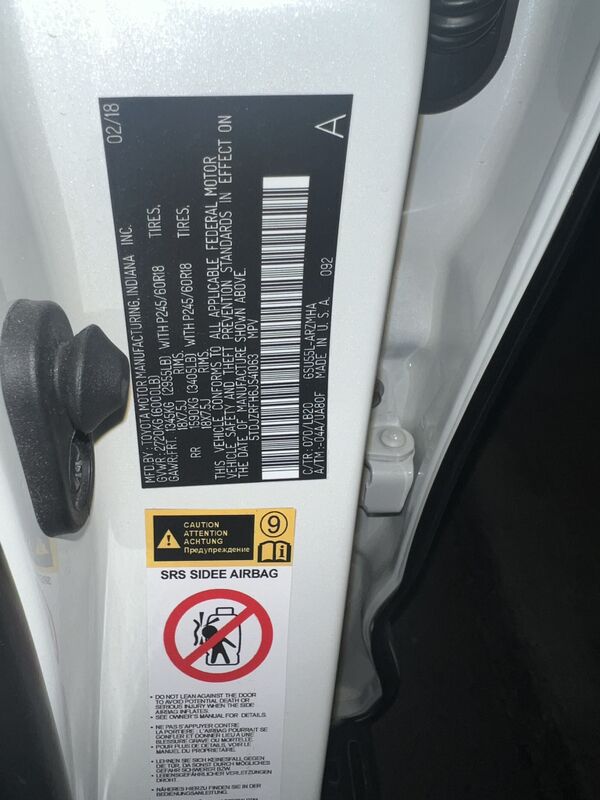 MFD.BY: TOYOTA MOTOR MANUFACTURING, INDIANA INC. 02/18
GVWR: 2720KG(6000LB)
GAWR:FRT. 1345KG (2955LB) WITH P245/60R18 TIRES,
18X7.5J RIMS.
RR 1590KG (3405LB) WITH P245/60R18 TIRES,
18X7.5J RIMS.
THIS VEHICLE CONFORMS TO ALL APPLICABLE FEDERAL MOTOR
VEHICLE SAFETY AND THEFT PREVENTION STANDARDS IN EFFECT ON
THE DATE OF MANUFACTURE SHOWN ABOVE.
MPV
A
C/TR: 070/LB20 GSU55L-ARZMHA
A/TM:-04A/UA80F MADE IN U.S.A. 092
CAUTION
ATTENTION
ACHTUNG
Предупреждение
9
SRS SIDEE AIRBAG
• DO NOT LEAN AGAINST THE DOOR
TO AVOID POTENTIAL DEATH OR
SERIOUS INJURY WHEN THE SIDE
AIRBAG INFLATES.
• SEE OWNER'S MANUAL FOR DETAILS.
• NE PAS S'APPUYER CONTRE
LA PORTIERE : L'AIRBAG POURRAIT SE
GONFLER ET DONNER LIEU A UNE
BLESSURE GRAVE OU MORTELLE.
• POUR PLUS DE DETAILS, VOIR LE
MANUEL DU PROPRIETAIRE.
• LEHNEN SIE SICH KEINESFALL GEGEN
DIE TÜR, DA SONST DURCH MÖGLICHES
GEFAHR SCHWERER BZW.
• LEBENSGEFÄHRLICHER VERLETZUNGEN
DROHT.
• NÄHERES FINDEN SIE IN DER
BEDIENUNGSANLEITUNG.